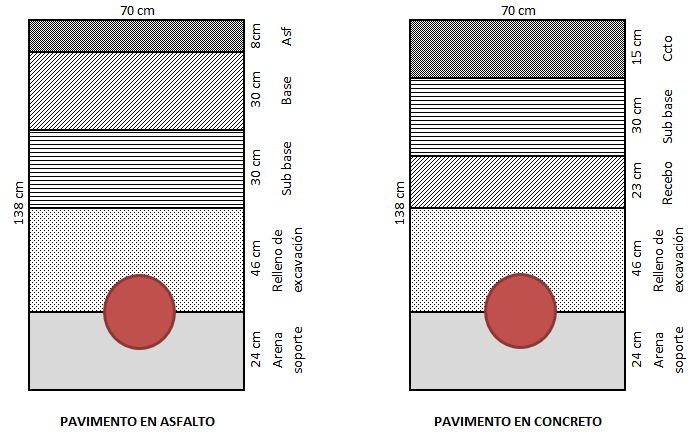 70 cm
8cm
Asf
30 cm
Base
30 cm
Sub base
138 cm
46 cm
Relleno de
excavación
24 cm
Arena
soporte
PAVIMENTO EN ASFALTO
70 cm
15 cm
Ccto
30 cm
Sub base
23 cm
Recebo
138 cm
46 cm
Relleno de
excavación
24 cm
Arena
soporte
PAVIMENTO EN CONCRETO